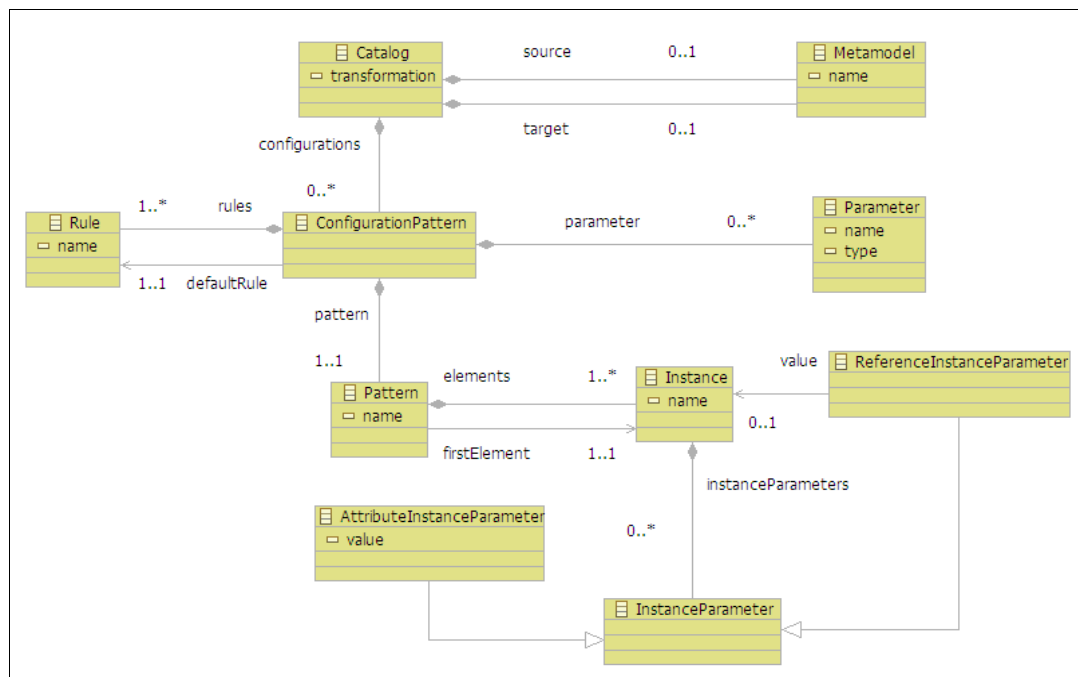 Catalog
transformation
source
0..1
Metamodel
name
target
0..1
configurations
0..*
Rule
name
1..*
rules
ConfigurationPattern
parameter
0..*
Parameter
name
type
1..1
defaultRule
pattern
1..1
Pattern
name
elements
1..*
Instance
name
value
ReferenceInstanceParameter
0..1
firstElement
1..1
instanceParameters
0..*
AttributeInstanceParameter
value
InstanceParameter